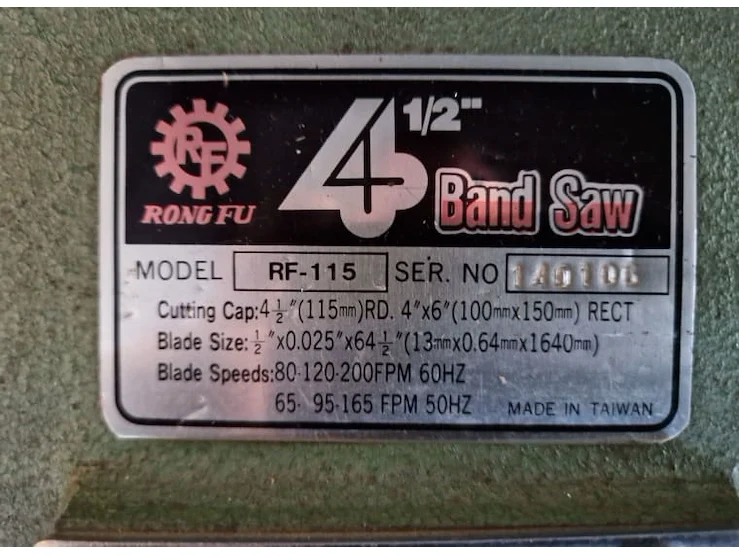 RF
RONG FU
4 1/2"
Band Saw
MODEL RF-115 SER. NO
Cutting Cap:4 1/2"(115mm)RD. 4"x6"(100mmx150mm) RECT
Blade Size: 1/2"x0.025"x64 1/2"(13mmx0.64mmx1640mm)
Blade Speeds:80-120-200FPM 60HZ
65- 95-165 FPM 50HZ MADE IN TAIWAN